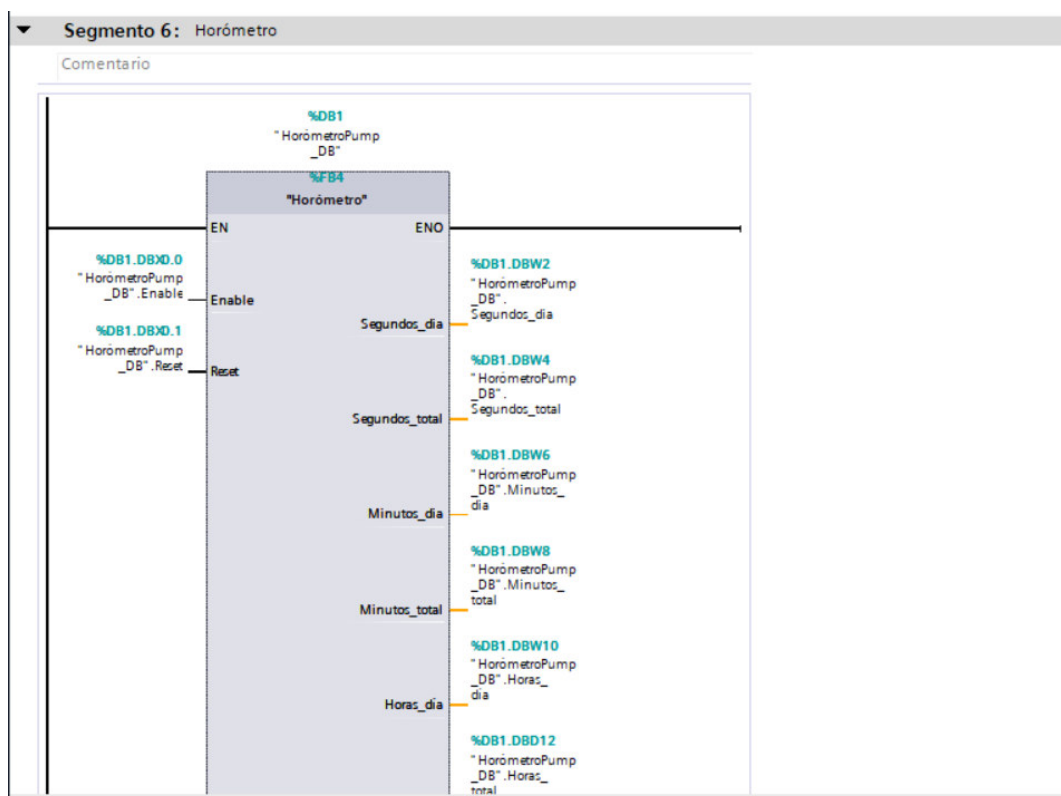 Segmento 6: Horómetro
Comentario
%DB1
"HorómetroPump
_DB"
%FB4
"Horómetro"
EN
ENO
%DB1.DBX0.0
"HorómetroPump
_DB".Enable
Enable
%DB1.DBW2
"HorómetroPump
_DB".
Segundos_dia
Segundos_dia
%DB1.DBX0.1
"HorómetroPump
_DB".Reset
Reset
%DB1.DBW4
"HorómetroPump
_DB".
Segundos_total
Segundos_total
%DB1.DBW6
"HorómetroPump
_DB".Minutos_
dia
Minutos_dia
%DB1.DBW8
"HorómetroPump
_DB".Minutos_
total
Minutos_total
%DB1.DBW10
"HorómetroPump
_DB".Horas_
día
Horas_día
%DB1.DBD12
"HorómetroPump
_DB".Horas_
total